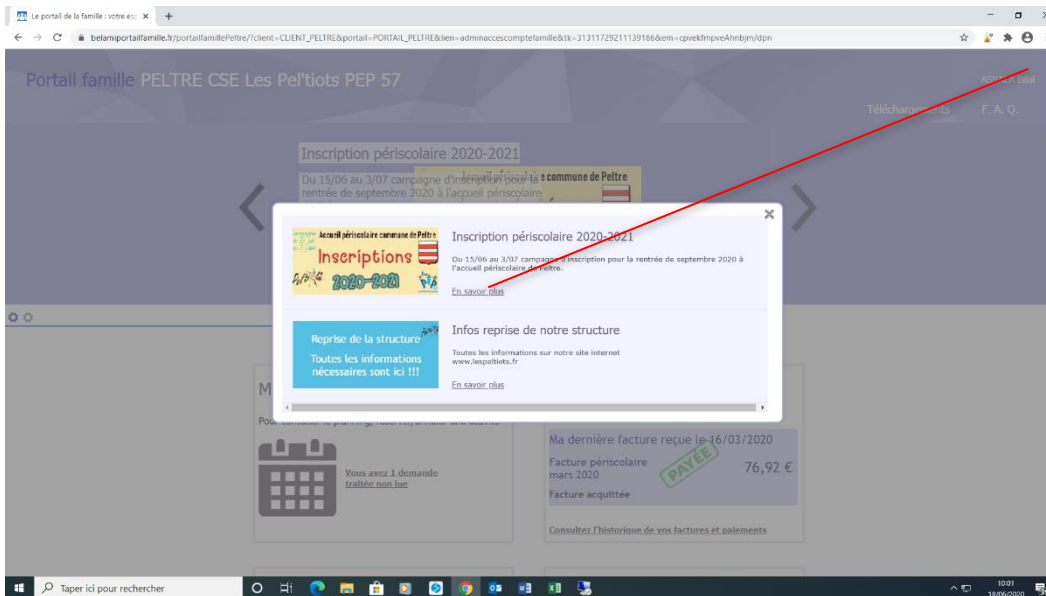 Le portail de la famille : votre esp
belamiportailfamille.fr/portailfamillePeltre/?client=CLIENT_PELTRE&portail=PORTAIL_PELTRE&lien=adminaccescomptefamille&tk=31311729211139166&em=cpvekfmpveAhnbjm/dpn
Portail famille PELTRE CSE Les Pel'tiots PEP 57
Bilal
Téléchargements F. A. Q.
Inscription périscolaire 2020-2021
Du 15/06 au 3/07 campagne d'inscription pour la
rentrée de septembre 2020 à l'accueil périscolaire
commune de Peltre
Accueil périscolaire commune de Peltre
Inscriptions
2020-2021
Inscription périscolaire 2020-2021
Du 15/06 au 3/07 campagne d'inscription pour la rentrée de septembre 2020 à
l'accueil périscolaire de Peltre.
En savoir plus
Reprise de la structure
Toutes les informations
nécessaires sont ici !!!
Infos reprise de notre structure
Toutes les informations sur notre site internet
www.lespeltiots.fr
En savoir plus
M
Vous avez 1 demande
traitée non lue
Ma dernière facture reçue le 16/03/2020
Facture périscolaire
mars 2020
PAYÉE
76,92 €
Facture acquittée
Consultez l'historique de vos factures et paiements
Taper ici pour rechercher
10:01
18/06/2020